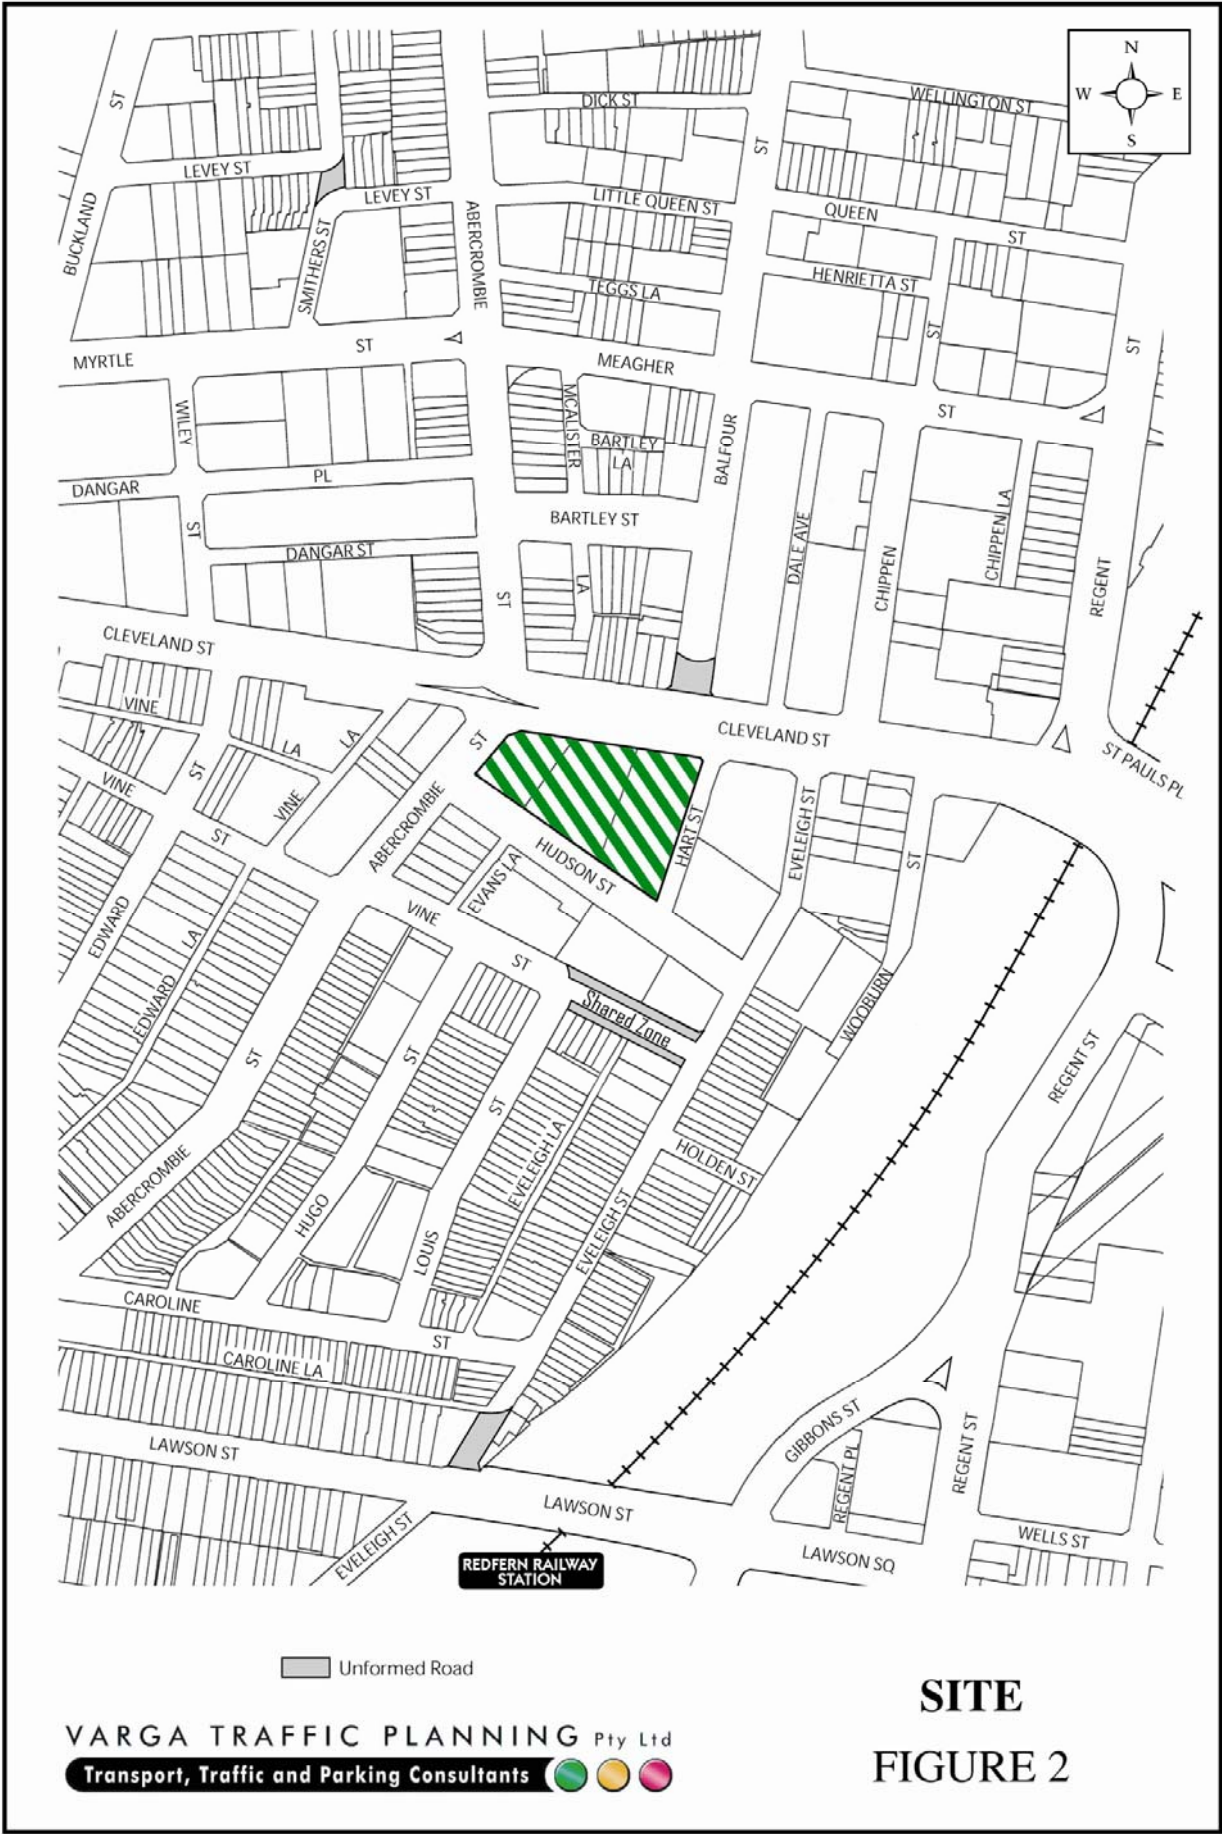 N
W E
S
ST
DICK ST
WELLINGTON ST
ST
LEVEY ST
LEVEY ST
LITTLE QUEEN ST
QUEEN
ST
BUCKLAND
SMITHERS ST
ABERCROMBIE
TEGGS LA
HENRIETTA ST
ST
ST
MYRTLE
ST
MEAGHER
ST
WILEY
MCALISTER
BARTLEY
LA
BALFOUR
DANGAR
PL
BARTLEY ST
ST
DANGAR ST
LA
DALE AVE
CHIPPEN
CHIPPEN LA
REGENT
ST
CLEVELAND ST
VINE
LA
LA
ST
CLEVELAND ST
ST PAULS PL
VINE
ST
VINE
ST
ABERCROMBIE
HUDSON ST
HART ST
EVELEIGH ST
ST
EVANS LA
VINE
ST
EDWARD
LA
EDWARD
Shared Zone
WOOBURN
ST
ST
ST
REGENT ST
ABERCROMBIE
HUGO
LOUIS
EVELEIGH LA
EVELEIGH ST
HOLDEN ST
CAROLINE
ST
CAROLINE LA
LAWSON ST
LAWSON ST
GIBBONS ST
REGENT PL
REGENT ST
WELLS ST
LAWSON SQ
EVELEIGH ST
REDFERN RAILWAY
STATION
Unformed Road
SITE
FIGURE 2
VARGA TRAFFIC PLANNING Pty Ltd
Transport, Traffic and Parking Consultants